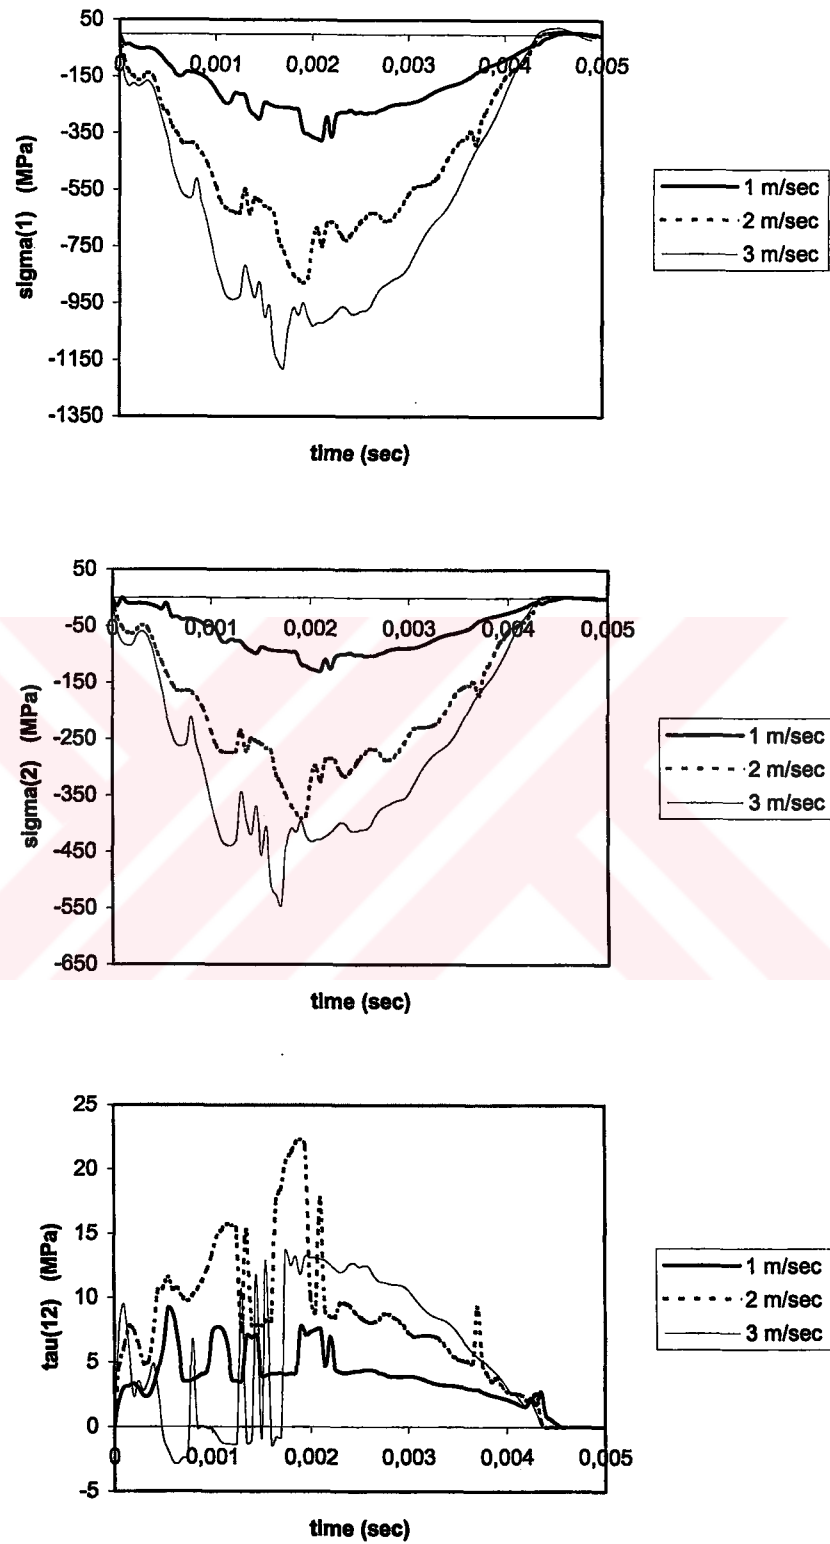 50
-150
-350
-550
-750
-950
-1150
-1350
0 0,001 0,002 0,003 0,004 0,005
sigma(1) (MPa)
time (sec)
1 m/sec
2 m/sec
3 m/sec
50
-50
-150
-250
-350
-450
-550
-650
0 0,001 0,002 0,003 0,004 0,005
sigma(2) (MPa)
time (sec)
1 m/sec
2 m/sec
3 m/sec
25
20
15
10
5
0
-5
0 0,001 0,002 0,003 0,004 0,005
tau(12) (MPa)
time (sec)
1 m/sec
2 m/sec
3 m/sec